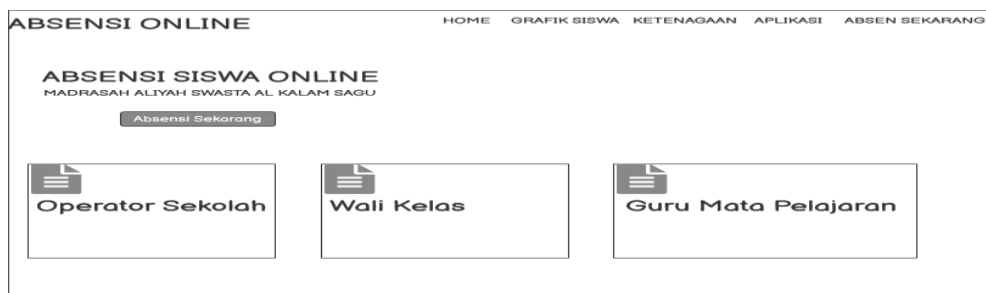 ABSENSI ONLINE
HOME GRAFIK SISWA KETENAGAAN APLIKASI ABSEN SEKARANG
ABSENSI SISWA ONLINE
MADRASAH ALIYAH SWASTA AL KALAM SAGU
Absensi Sekarang
Operator Sekolah
Wali Kelas
Guru Mata Pelajaran